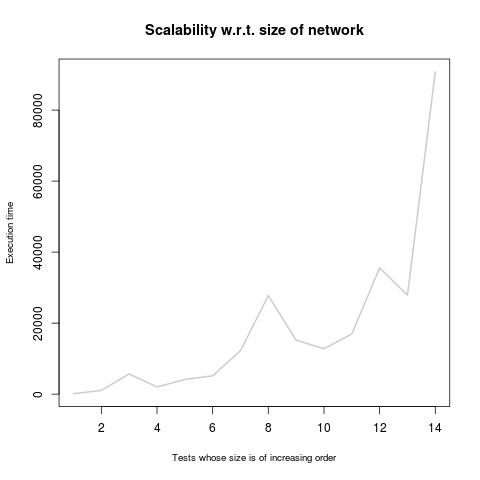 Scalability w.r.t. size of network
80000
60000
40000
20000
0
Execution time
2 4 6 8 10 12 14
Tests whose size is of increasing order